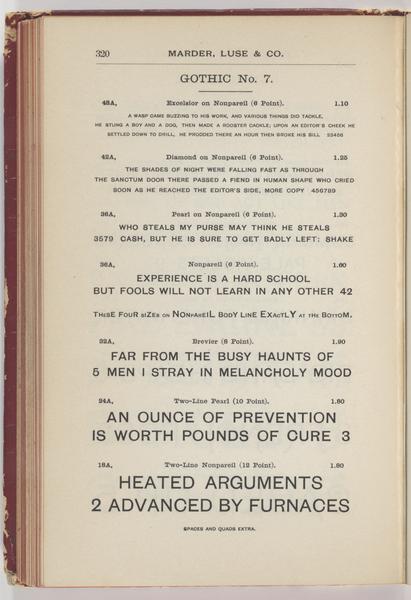 320 MARDER, LUSE & CO.
GOTHIC No. 7.
48A, Excelsior on Nonpareil (6 Point). 1.10
A WASP CAME BUZZING TO HIS WORK, AND VARIOUS THINGS DID TACKLE,
HE STUNG A BOY AND A DOG, THEN MADE A ROOSTER CACKLE; UPON AN EDITOR'S CHEEK HE
SETTLED DOWN TO DRILL, HE PRODDED THERE AN HOUR THEN BROKE HIS BILL 23456
42A, Diamond on Nonpareil (6 Point). 1.25
THE SHADES OF NIGHT WERE FALLING FAST AS THROUGH
THE SANCTUM DOOR THERE PASSED A FIEND IN HUMAN SHAPE WHO CRIED
SOON AS HE REACHED THE EDITOR'S SIDE, MORE COPY 456789
36A, Pearl on Nonpareil (6 Point). 1.30
WHO STEALS MY PURSE MAY THINK HE STEALS
3579 CASH, BUT HE IS SURE TO GET BADLY LEFT: SHAKE
36A, Nonpareil (6 Point). 1.60
EXPERIENCE IS A HARD SCHOOL
BUT FOOLS WILL NOT LEARN IN ANY OTHER 42
THESE FOUR SIZES ON NONPAREIL BODY LINE EXACTLY AT THE BOTTOM.
32A, Brevier (8 Point). 1.90
FAR FROM THE BUSY HAUNTS OF
5 MEN I STRAY IN MELANCHOLY MOOD
24A, Two-Line Pearl (10 Point). 1.80
AN OUNCE OF PREVENTION
IS WORTH POUNDS OF CURE 3
18A, Two-Line Nonpareil (12 Point). 1.80
HEATED ARGUMENTS
2 ADVANCED BY FURNACES
SPACES AND QUADS EXTRA.